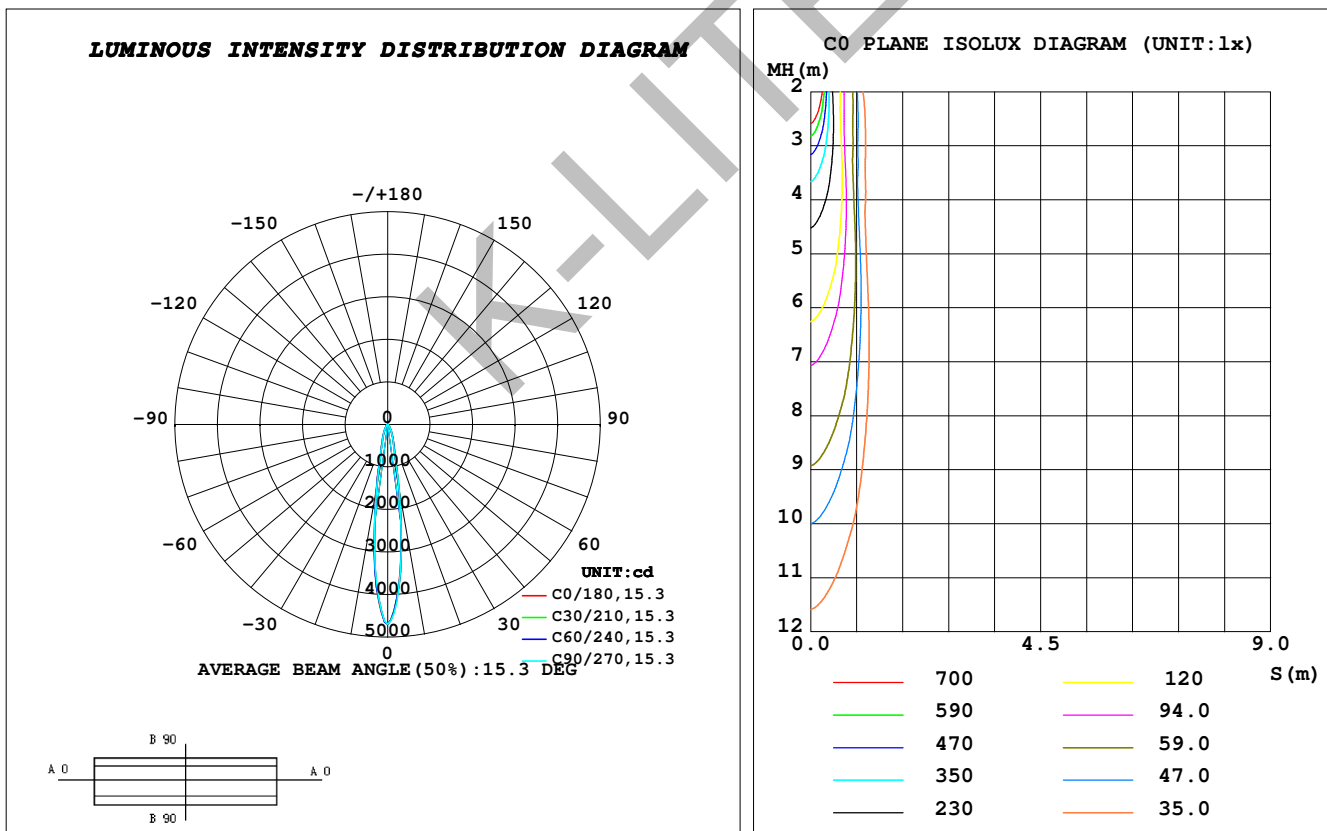 LUMINOUS INTENSITY DISTRIBUTION DIAGRAM
-/+180
-150
150
-120
120
-90
90
-60
60
-30
30
0
0
1000
2000
3000
4000
5000
UNIT:cd
C0/180,15.3
C30/210,15.3
C60/240,15.3
C90/270,15.3
AVERAGE BEAM ANGLE(50%):15.3 DEG
B 90
A 0
A 0
B 90
C0 PLANE ISOLUX DIAGRAM (UNIT:lx)
MH(m)
2
3
4
5
6
7
8
9
10
11
12
0.0
4.5
9.0
S(m)
700
120
590
94.0
470
59.0
350
47.0
230
35.0
K-LITE